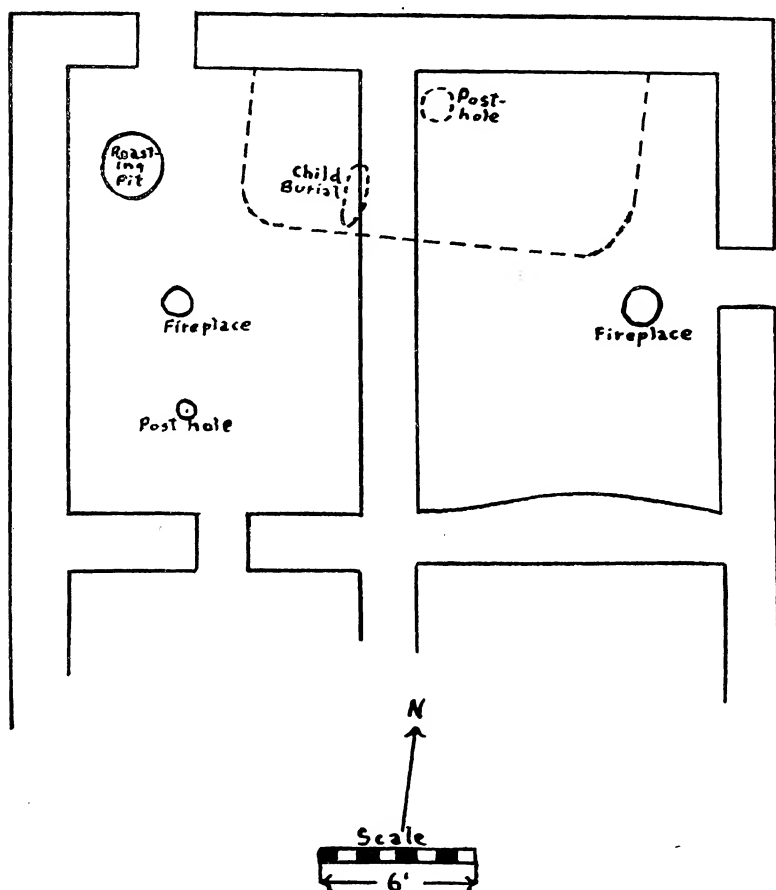 Roast-
ing
Pit
Post-
hole
Child
Burial
Fireplace
Fireplace
Post hole
N
Scale
6'